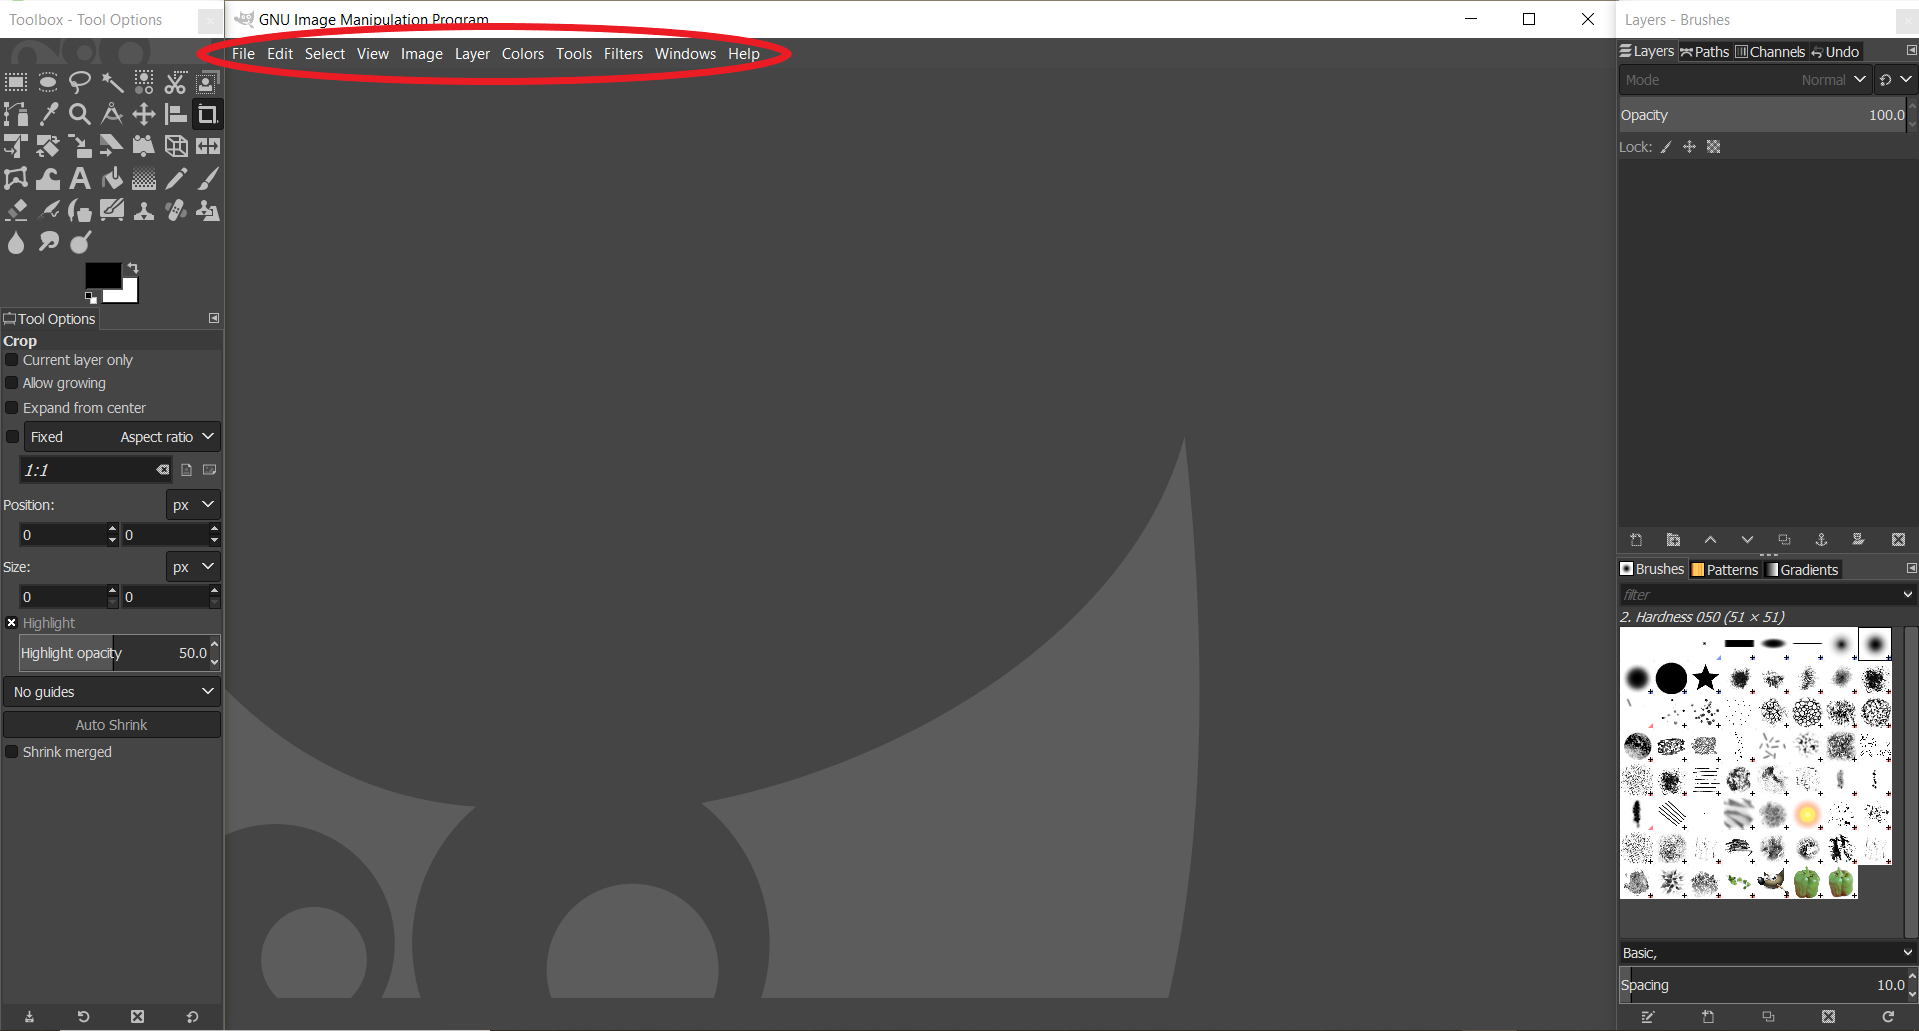 Toolbox - Tool Options
GNU Image Manipulation Program
Layers - Brushes
File Edit Select View Image Layer Colors Tools Filters Windows Help
Tool Options
Crop
Current layer only
Allow growing
Expand from center
Fixed Aspect ratio
1:1
Position: px
0 0
Size: px
0 0
Highlight
Highlight opacity 50.0
No guides
Auto Shrink
Shrink merged
Layers Paths Channels Undo
Mode Normal
Opacity 100.0
Lock:
Brushes Patterns Gradients
filter
2. Hardness 050 (51 × 51)
Basic,
Spacing 10.0